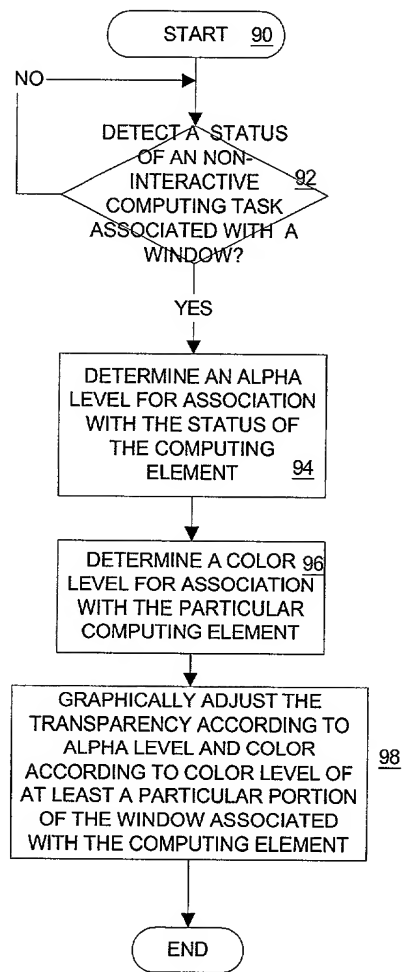 START 90
NO
DETECT A STATUS
OF AN NON-
INTERACTIVE 92
COMPUTING TASK
ASSOCIATED WITH A
WINDOW?
YES
DETERMINE AN ALPHA
LEVEL FOR ASSOCIATION
WITH THE STATUS OF
THE COMPUTING
ELEMENT 94
DETERMINE A COLOR 96
LEVEL FOR ASSOCIATION
WITH THE PARTICULAR
COMPUTING ELEMENT
GRAPHICALLY ADJUST THE
TRANSPARENCY ACCORDING TO
ALPHA LEVEL AND COLOR
ACCORDING TO COLOR LEVEL OF 98
AT LEAST A PARTICULAR PORTION
OF THE WINDOW ASSOCIATED
WITH THE COMPUTING ELEMENT
END